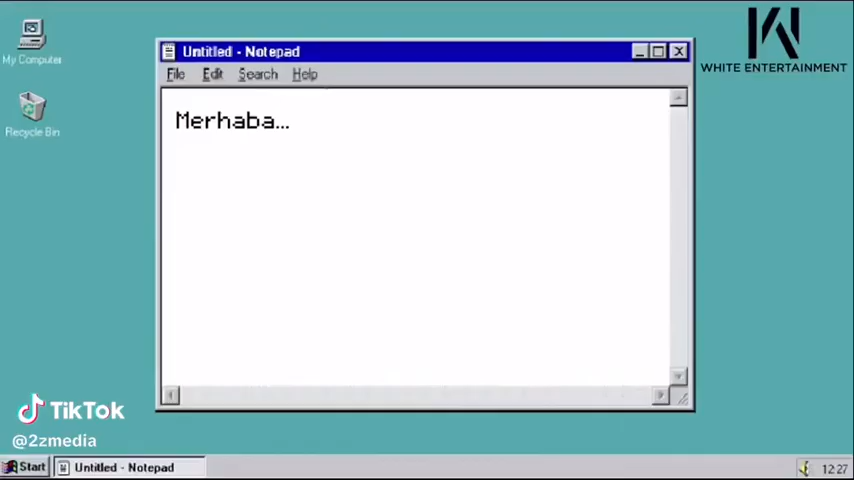 Untitled - Notepad
WHITE ENTERTAINMENT
My Computer
File Edit Search Help
Merhaba...
Recycle Bin
TikTok
@2zmedia
Start
Untitled - Notepad
12:27